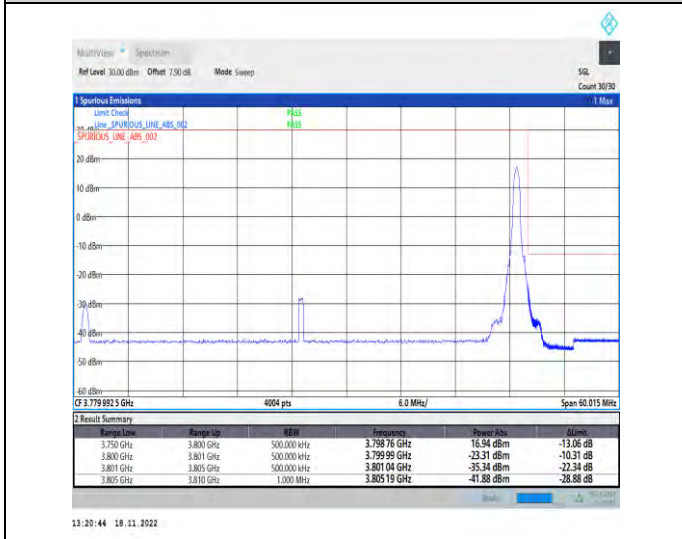 MultiView Spectrum
Ref Level 30.00 dBm Offset 7.90 dB Mode Sweep SGL
Count 30/30
1 Spurious Emissions 1 Max
Limit Check PASS
Line _SPURIOUS_LINE_ABS_002 PASS
_SPURIOUS_LINE_ABS_002
20 dBm
10 dBm
0 dBm
-10 dBm
-20 dBm
-30 dBm
-40 dBm
-50 dBm
-60 dBm
CF 3.779 992 5 GHz 4004 pts 6.0 MHz/ Span 60.015 MHz
2 Result Summary
Range Low Range Up RBW Frequency Power Abs ΔLimit
3.750 GHz 3.800 GHz 500.000 kHz 3.798 76 GHz 16.94 dBm -13.06 dB
3.800 GHz 3.801 GHz 500.000 kHz 3.799 99 GHz -23.31 dBm -10.31 dB
3.801 GHz 3.805 GHz 500.000 kHz 3.801 04 GHz -35.34 dBm -22.34 dB
3.805 GHz 3.810 GHz 1.000 MHz 3.805 19 GHz -41.88 dBm -28.88 dB
13:20:44 18.11.2022